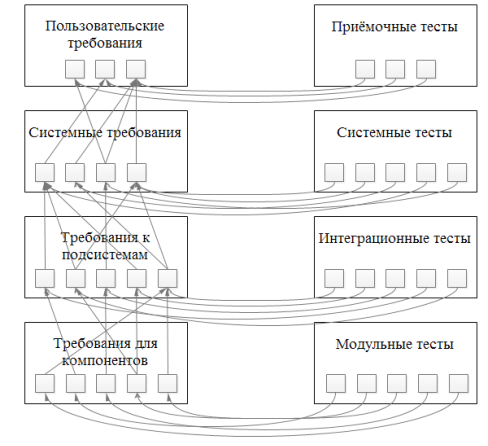 Пользовательские
требования
Приёмочные тесты
Системные требования
Системные тесты
Требования к
подсистемам
Интеграционные тесты
Требования для
компонентов
Модульные тесты